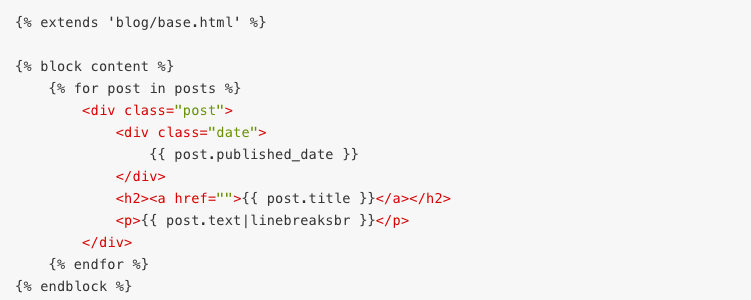 {% extends 'blog/base.html' %}
{% block content %}
{% for post in posts %}
<div class="post">
<div class="date">
{{ post.published_date }}
</div>
<h2><a href="">{{ post.title }}</a></h2>
<p>{{ post.text|linebreaksbr }}</p>
</div>
{% endfor %}
{% endblock %}